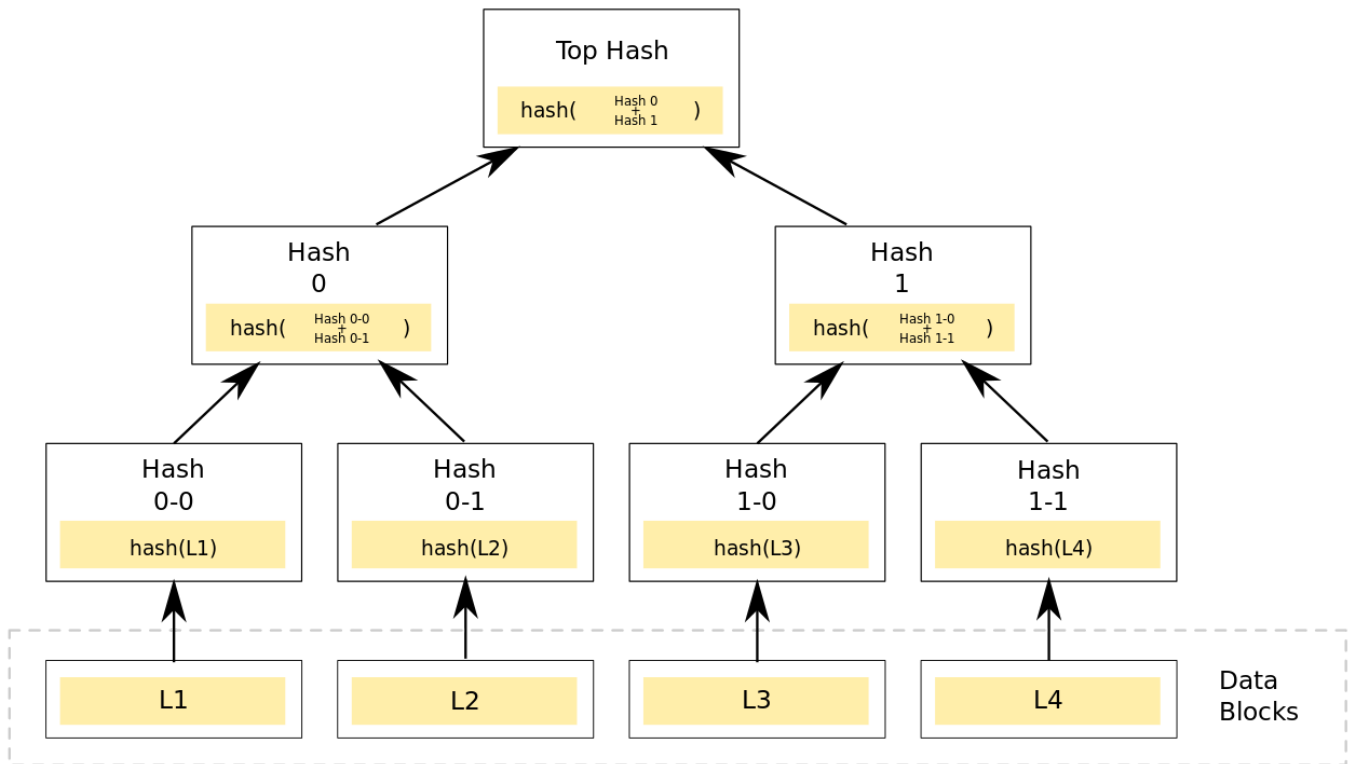 Top Hash
hash( Hash 0 + Hash 1 )
Hash
0
hash( Hash 0-0 + Hash 0-1 )
Hash
1
hash( Hash 1-0 + Hash 1-1 )
Hash
0-0
hash(L1)
Hash
0-1
hash(L2)
Hash
1-0
hash(L3)
Hash
1-1
hash(L4)
L1
L2
L3
L4
Data
Blocks